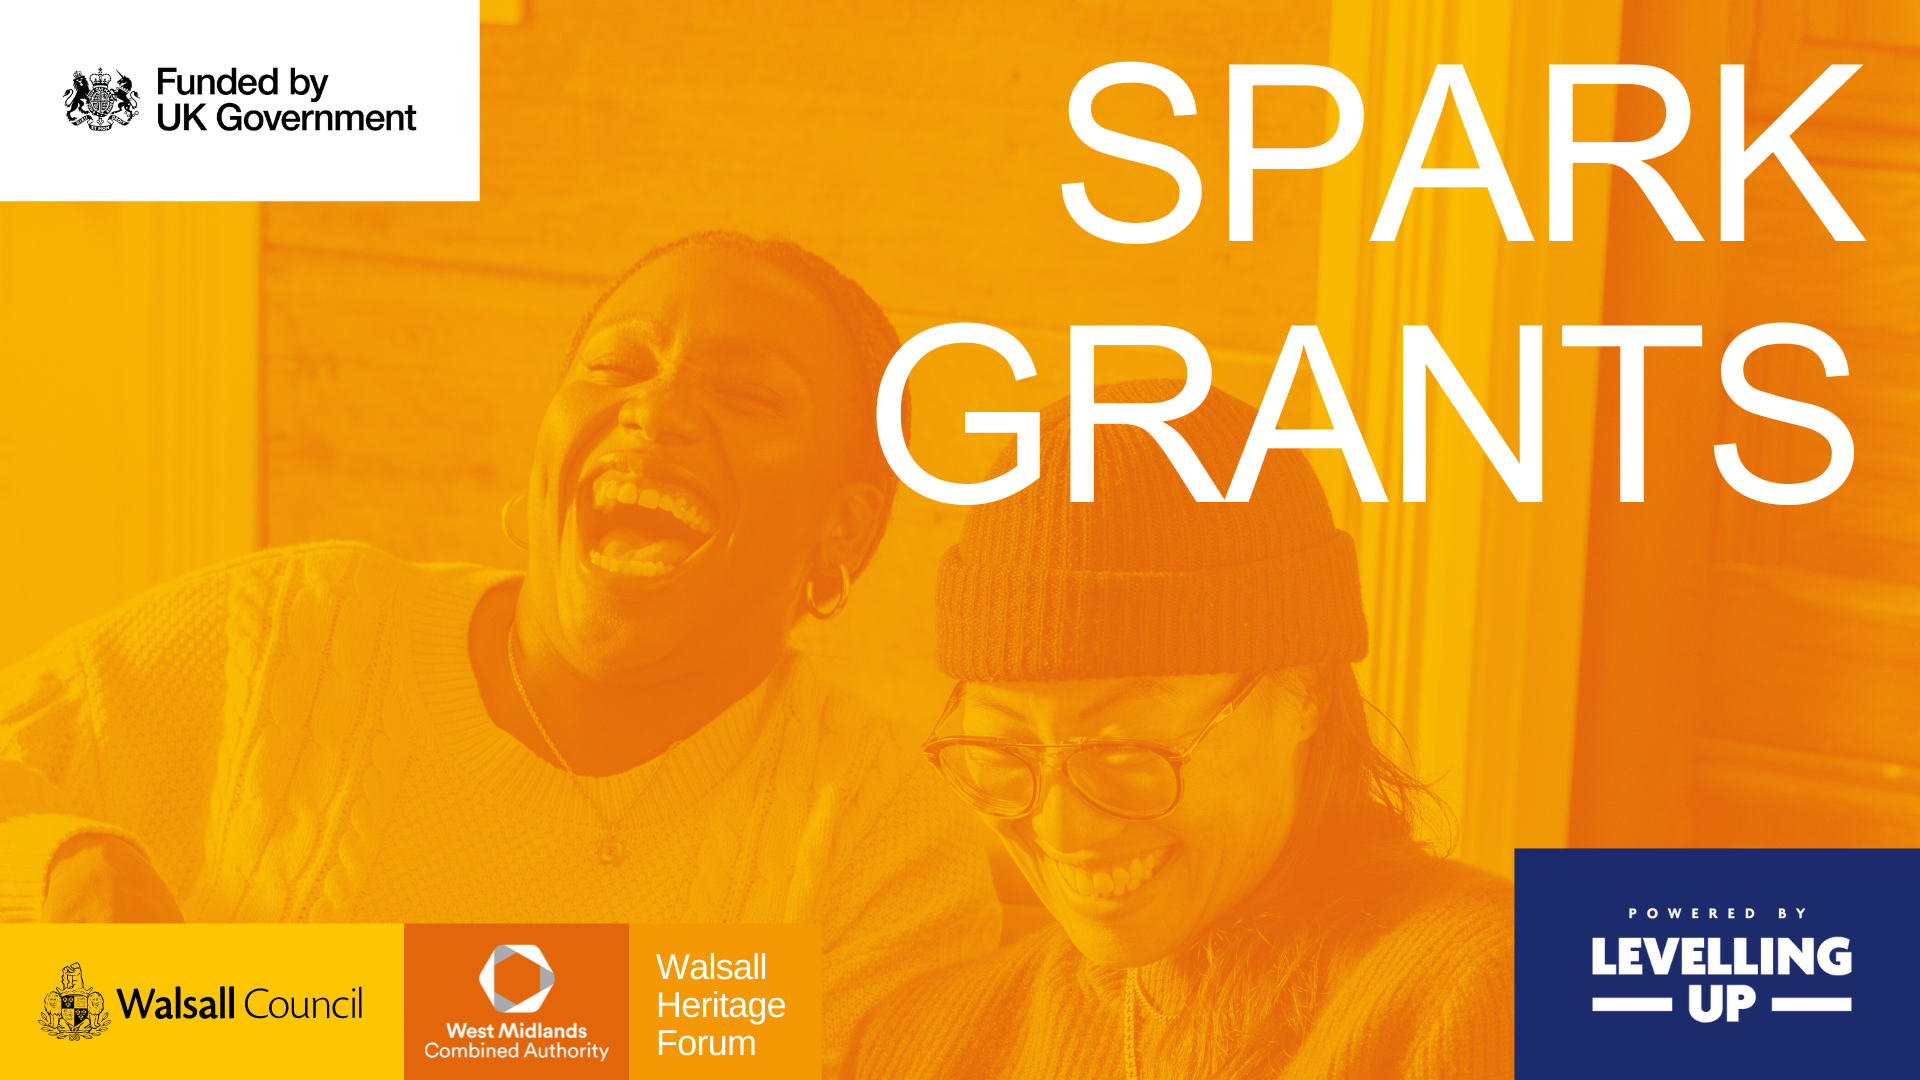 Funded by
UK Government
SPARK
GRANTS
Walsall Council
West Midlands
Combined Authority
Walsall
Heritage
Forum
POWERED BY
LEVELLING
UP